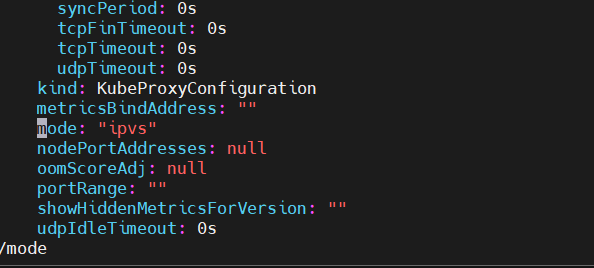 syncPeriod: 0s
tcpFinTimeout: 0s
tcpTimeout: 0s
udpTimeout: 0s
kind: KubeProxyConfiguration
metricsBindAddress: ""
mode: "ipvs"
nodePortAddresses: null
oomScoreAdj: null
portRange: ""
showHiddenMetricsForVersion: ""
udpIdleTimeout: 0s
/mode